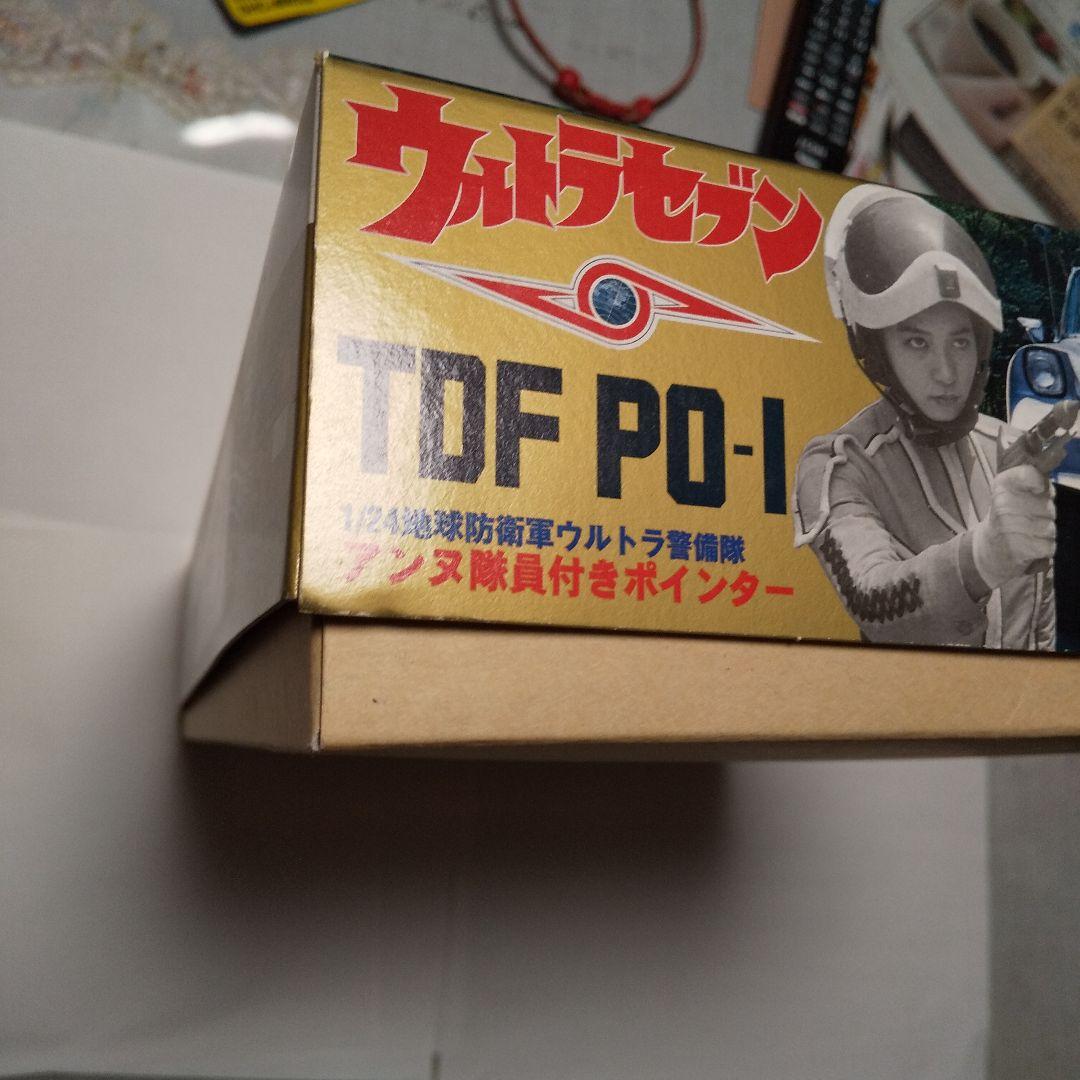 ウルトラセブン
TDF PO-1
1/24地球防衛軍ウルトラ警備隊
アンヌ隊員付きポインター